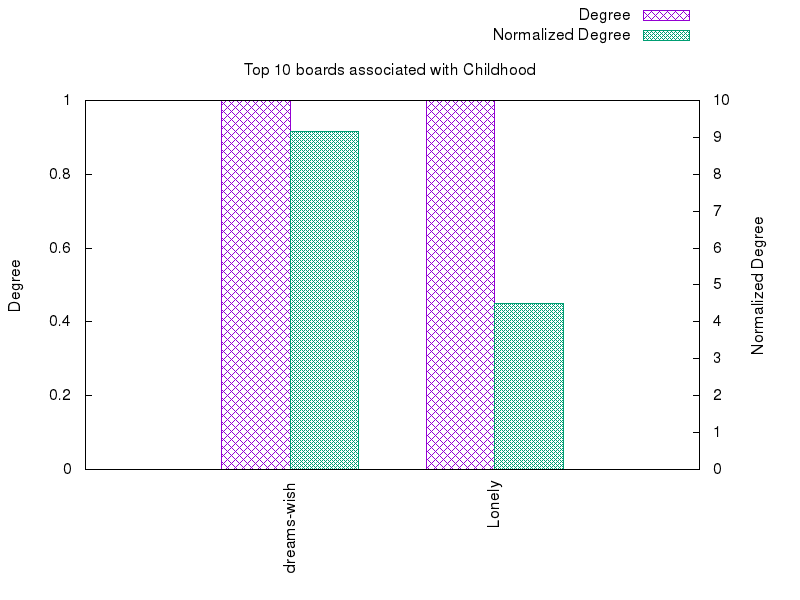 Degree
Normalized Degree
Top 10 boards associated with Childhood
1
0.8
0.6
0.4
0.2
0
Degree
10
9
8
7
6
5
4
3
2
1
0
Normalized Degree
dreams-wish
Lonely